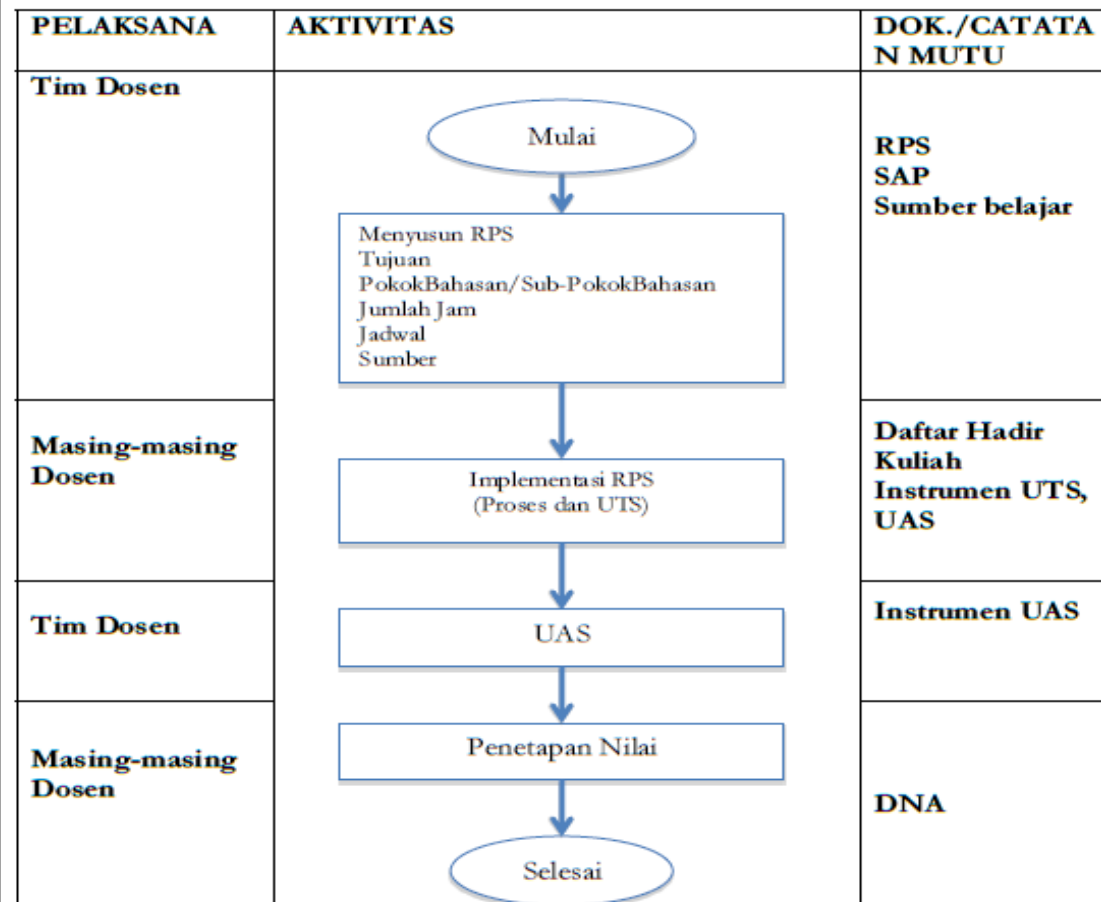 PELAKSANA
AKTIVITAS
DOK./CATATA
N MUTU
Tim Dosen
Mulai
RPS
SAP
Sumber belajar
Menyusun RPS
Tujuan
PokokBahasan/Sub-PokokBahasan
Jumlah Jam
Jadwal
Sumber
Masing-masing
Dosen
Implementasi RPS
(Proses dan UTS)
Daftar Hadir
Kuliah
Instrumen UTS,
UAS
Tim Dosen
UAS
Instrumen UAS
Masing-masing
Dosen
Penetapan Nilai
DNA
Selesai